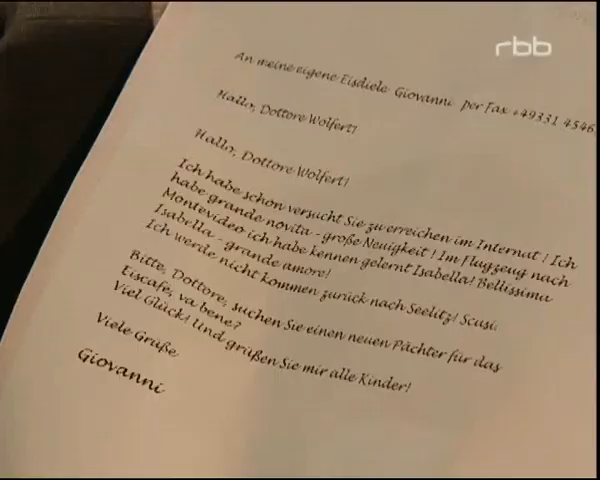 rbb
An meine eigene Eisdiele Giovanni per Fax +49331 4546
Hallo, Dottore Wolfert!
Hallo, Dottore Wolfert!
Ich habe schon versucht Sie zu erreichen im Internat! Ich
habe grande novita - große Neuigkeit! Im Flugzeug nach
Montevideo ich habe kennen gelernt Isabella! Bellissima
Isabella - grande amore!
Ich werde nicht kommen zurück nach Seelitz! Scusi.
Bitte, Dottore, suchen Sie einen neuen Pächter für das
Eiscafe, va bene?
Viel Glück! Und grüßen Sie mir alle Kinder!
Viele Grüße
Giovanni